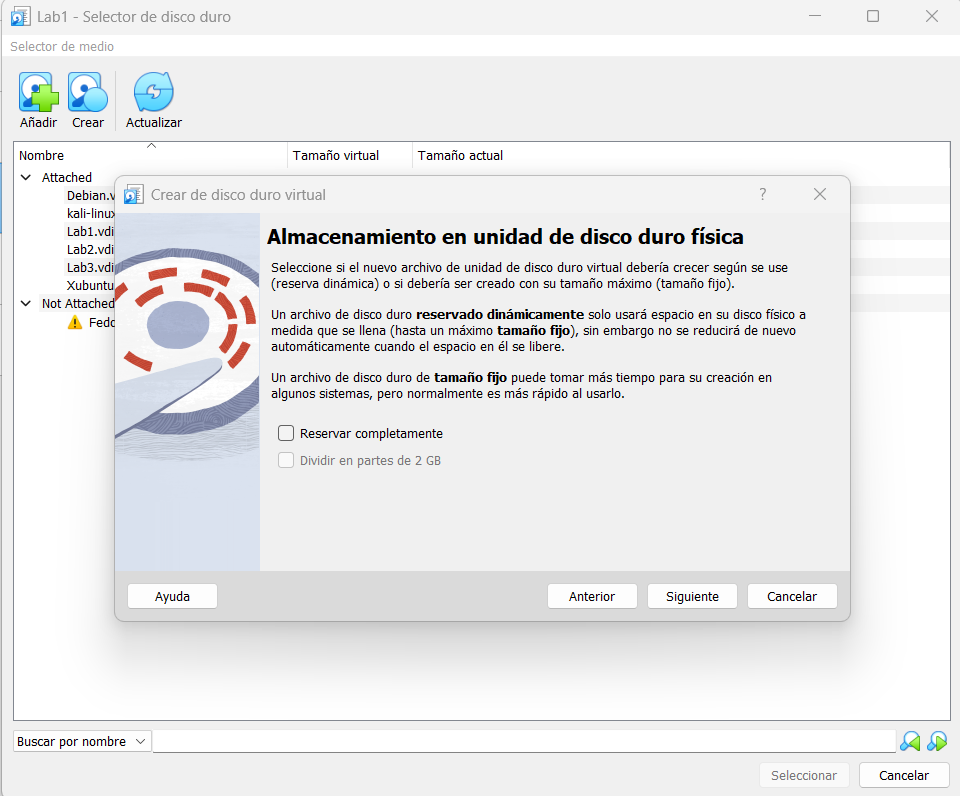 Lab1 - Selector de disco duro
Selector de medio
Añadir
Crear
Actualizar
Nombre
Tamaño virtual
Tamaño actual
Attached
Debian.v
kali-linux
Lab1.vdi
Lab2.vdi
Lab3.vdi
Xubuntu
Not Attached
Fedo
Crear de disco duro virtual
?
Almacenamiento en unidad de disco duro física
Seleccione si el nuevo archivo de unidad de disco duro virtual debería crecer según se use
(reserva dinámica) o si debería ser creado con su tamaño máximo (tamaño fijo).
Un archivo de disco duro reservado dinámicamente solo usará espacio en su disco físico a
medida que se llena (hasta un máximo tamaño fijo), sin embargo no se reducirá de nuevo
automáticamente cuando el espacio en él se libere.
Un archivo de disco duro de tamaño fijo puede tomar más tiempo para su creación en
algunos sistemas, pero normalmente es más rápido al usarlo.
Reservar completamente
Dividir en partes de 2 GB
Ayuda
Anterior
Siguiente
Cancelar
Buscar por nombre
Seleccionar
Cancelar